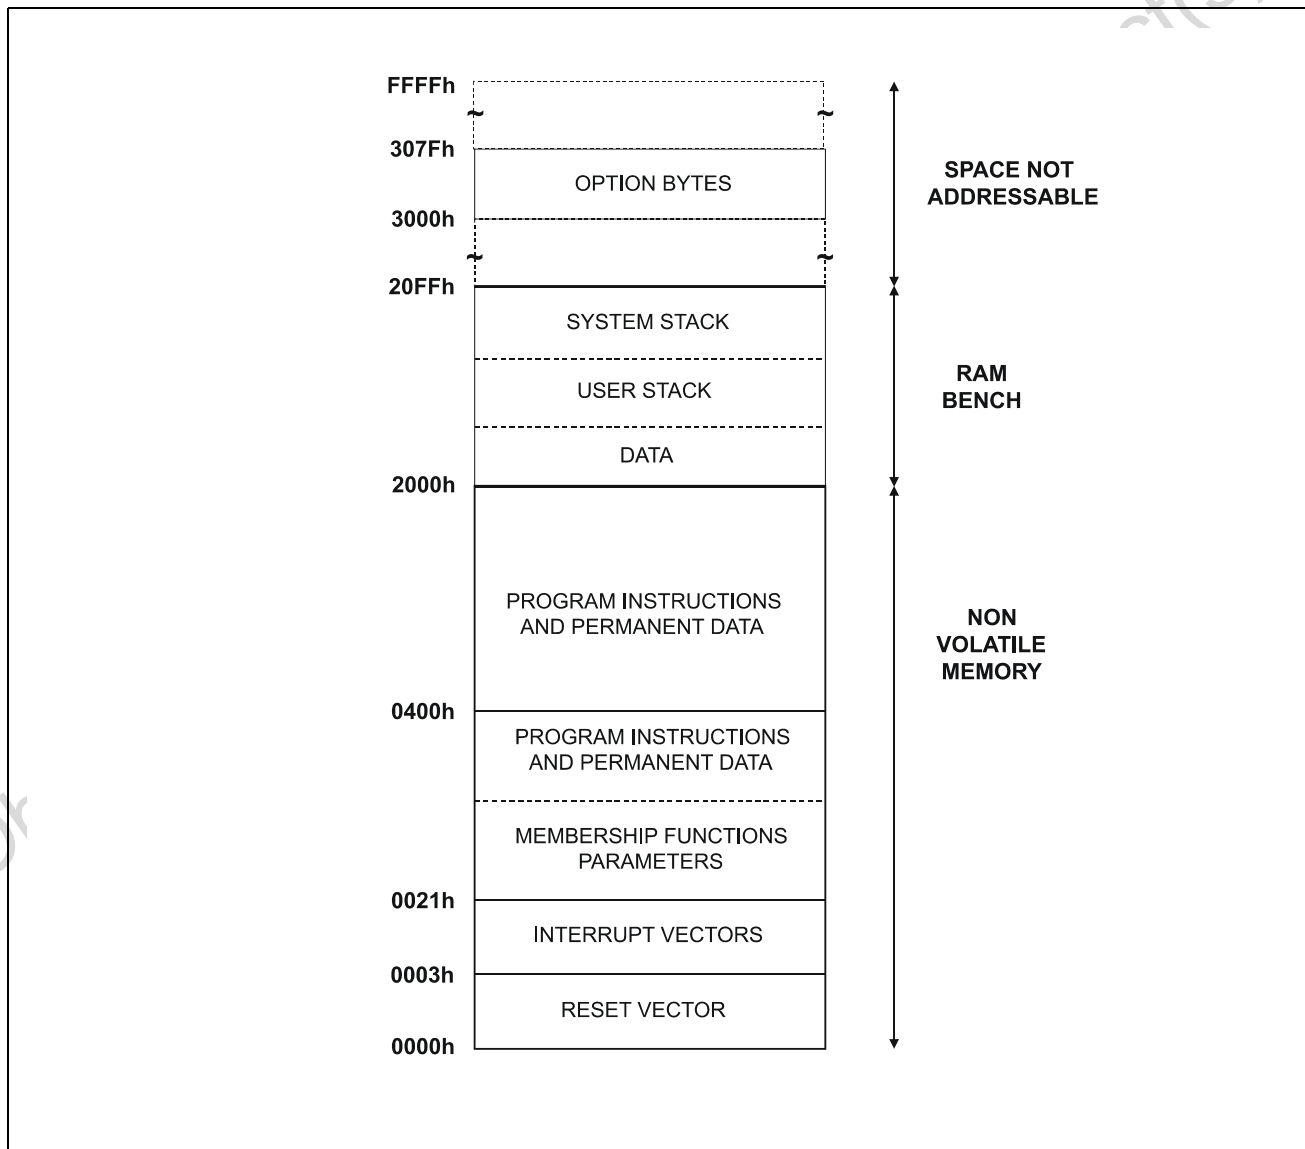 FFFFh
307Fh
OPTION BYTES
3000h
SPACE NOT
ADDRESSABLE
20FFh
SYSTEM STACK
USER STACK
DATA
RAM
BENCH
2000h
PROGRAM INSTRUCTIONS
AND PERMANENT DATA
NON
VOLATILE
MEMORY
0400h
PROGRAM INSTRUCTIONS
AND PERMANENT DATA
MEMBERSHIP FUNCTIONS
PARAMETERS
0021h
INTERRUPT VECTORS
0003h
RESET VECTOR
0000h